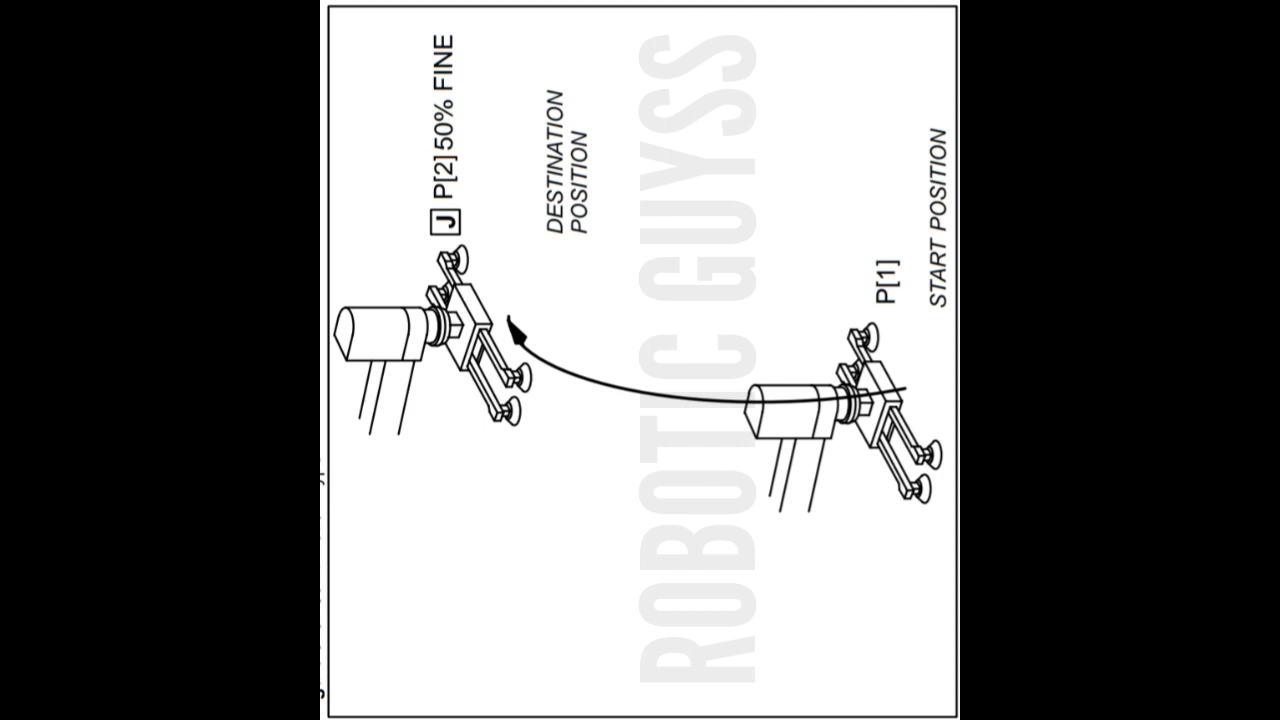 J P[2] 50% FINE
DESTINATION
POSITION
ROBOTIC GUYSS
P[1]
START POSITION